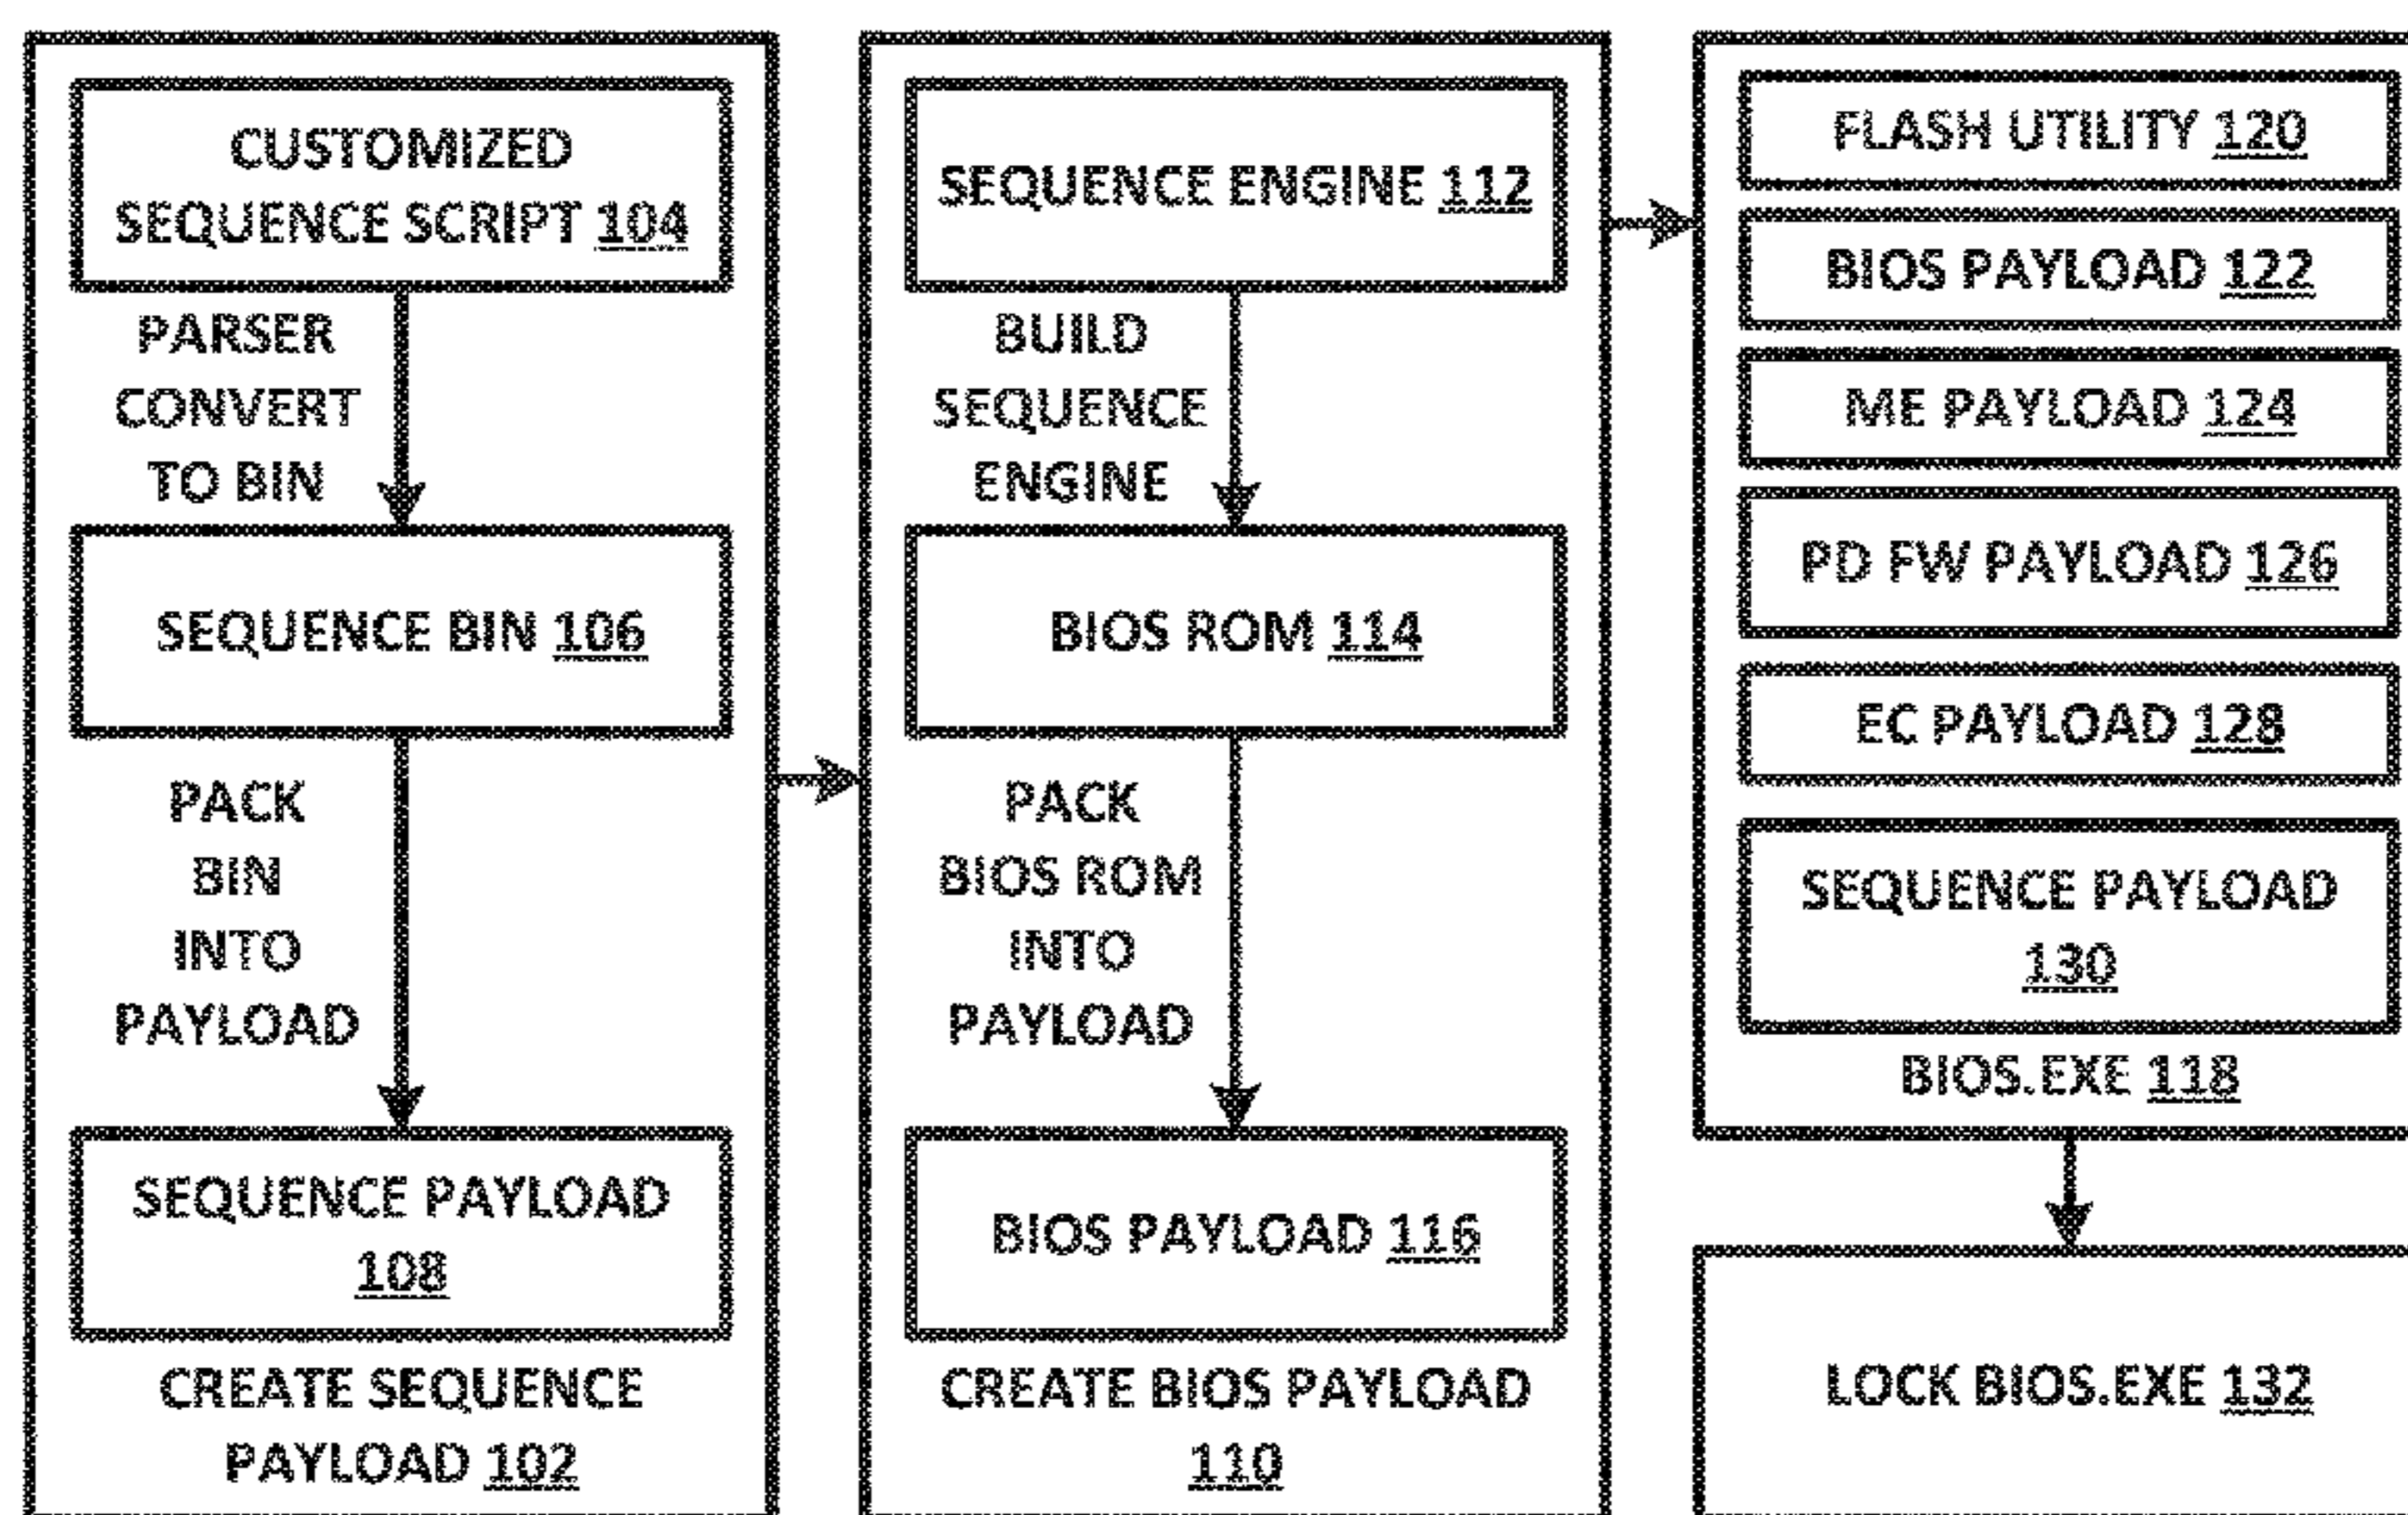 CUSTOMIZED
SEQUENCE SCRIPT 104
PARSER
CONVERT
TO BIN
SEQUENCE BIN 106
PACK
BIN
INTO
PAYLOAD
SEQUENCE PAYLOAD
108
CREATE SEQUENCE
PAYLOAD 102
SEQUENCE ENGINE 112
BUILD
SEQUENCE
ENGINE
BIOS ROM 114
PACK
BIOS ROM
INTO
PAYLOAD
BIOS PAYLOAD 116
CREATE BIOS PAYLOAD
110
FLASH UTILITY 120
BIOS PAYLOAD 122
ME PAYLOAD 124
PD FW PAYLOAD 126
EC PAYLOAD 128
SEQUENCE PAYLOAD
130
BIOS.EXE 118
LOCK BIOS.EXE 132